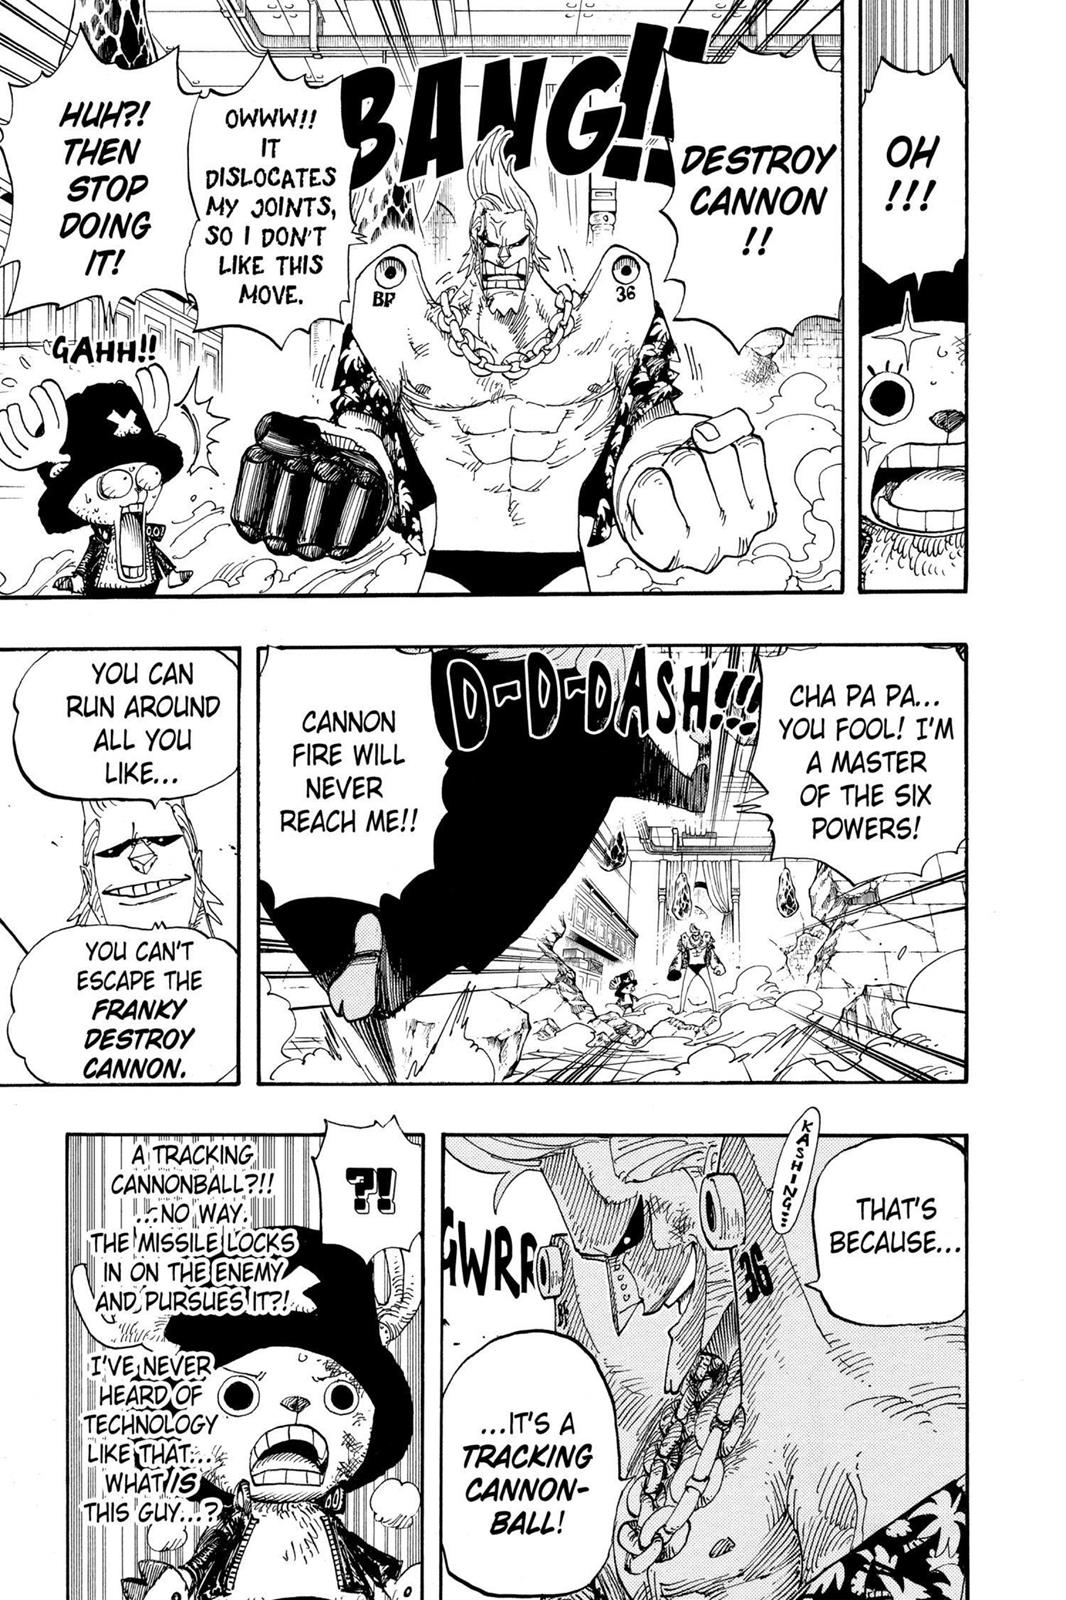 OH
!!!
DESTROY
CANNON
!!
BANG!!
OWWW!!
IT
DISLOCATES
MY JOINTS,
SO I DON'T
LIKE THIS
MOVE.
BF
36
HUH?!
THEN
STOP
DOING
IT!
GAHH!!
CHA PA PA...
YOU FOOL! I'M
A MASTER
OF THE SIX
POWERS!
D-D-DASH!!!
CANNON
FIRE WILL
NEVER
REACH ME!!
YOU CAN
RUN AROUND
ALL YOU
LIKE...
YOU CAN'T
ESCAPE THE
FRANKY
DESTROY
CANNON.
THAT'S
BECAUSE...
KASHING...
GWRR
36
...IT'S A
TRACKING
CANNON-
BALL!
?!
A TRACKING
CANNONBALL?!!
...NO WAY.
THE MISSILE LOCKS
IN ON THE ENEMY
AND PURSUES IT?!
I'VE NEVER
HEARD OF
TECHNOLOGY
LIKE THAT...
WHAT IS
THIS GUY...?